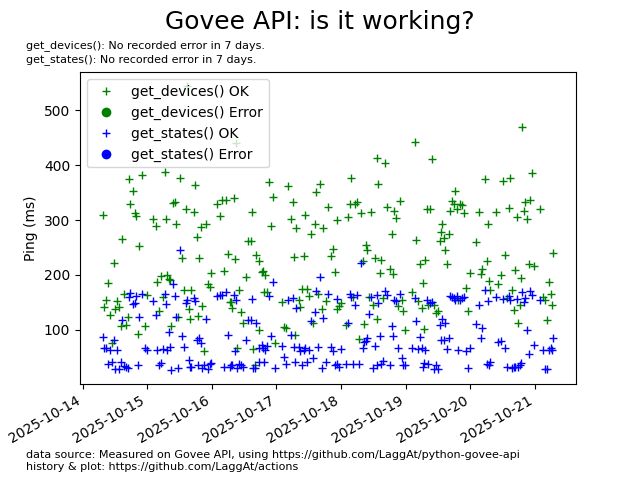 Govee API: is it working?
get_devices(): No recorded error in 7 days.
get_states(): No recorded error in 7 days.
get_devices() OK
get_devices() Error
get_states() OK
get_states() Error
500
400
300
200
100
Ping (ms)
2025-10-14
2025-10-15
2025-10-16
2025-10-17
2025-10-18
2025-10-19
2025-10-20
2025-10-21
data source: Measured on Govee API, using https://github.com/LaggAt/python-govee-api
history & plot: https://github.com/LaggAt/actions